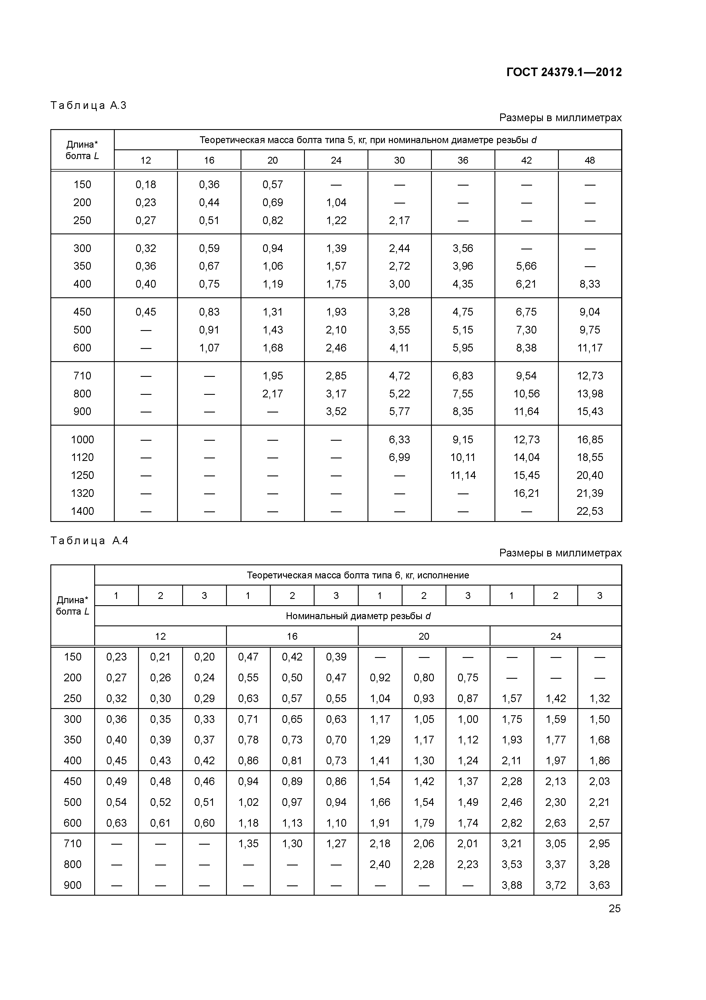 ГОСТ 24379.1—2012
Таблица А.3
Размеры в миллиметрах
Длина* болта L Теоретическая масса болта типа 5, кг, при номинальном диаметре резьбы d
12 16 20 24 30 36 42 48
150 0,18 0,36 0,57 — — — — —
200 0,23 0,44 0,69 1,04 — — — —
250 0,27 0,51 0,82 1,22 2,17 — — —
300 0,32 0,59 0,94 1,39 2,44 3,56 — —
350 0,36 0,67 1,06 1,57 2,72 3,96 5,66 —
400 0,40 0,75 1,19 1,75 3,00 4,35 6,21 8,33
450 0,45 0,83 1,31 1,93 3,28 4,75 6,75 9,04
500 — 0,91 1,43 2,10 3,55 5,15 7,30 9,75
600 — 1,07 1,68 2,46 4,11 5,95 8,38 11,17
710 — — 1,95 2,85 4,72 6,83 9,54 12,73
800 — — 2,17 3,17 5,22 7,55 10,56 13,98
900 — — — 3,52 5,77 8,35 11,64 15,43
1000 — — — — 6,33 9,15 12,73 16,85
1120 — — — — 6,99 10,11 14,04 18,55
1250 — — — — — 11,14 15,45 20,40
1320 — — — — — — 16,21 21,39
1400 — — — — — — — 22,53
Таблица А.4
Размеры в миллиметрах
Длина* болта L Теоретическая масса болта типа 6, кг, исполнение
1 2 3 1 2 3 1 2 3 1 2 3
Номинальный диаметр резьбы d
12 16 20 24
150 0,23 0,21 0,20 0,47 0,42 0,39 — — — — — —
200 0,27 0,26 0,24 0,55 0,50 0,47 0,92 0,80 0,75 — — —
250 0,32 0,30 0,29 0,63 0,57 0,55 1,04 0,93 0,87 1,57 1,42 1,32
300 0,36 0,35 0,33 0,71 0,65 0,63 1,17 1,05 1,00 1,75 1,59 1,50
350 0,40 0,39 0,37 0,78 0,73 0,70 1,29 1,17 1,12 1,93 1,77 1,68
400 0,45 0,43 0,42 0,86 0,81 0,73 1,41 1,30 1,24 2,11 1,97 1,86
450 0,49 0,48 0,46 0,94 0,89 0,86 1,54 1,42 1,37 2,28 2,13 2,03
500 0,54 0,52 0,51 1,02 0,97 0,94 1,66 1,54 1,49 2,46 2,30 2,21
600 0,63 0,61 0,60 1,18 1,13 1,10 1,91 1,79 1,74 2,82 2,63 2,57
710 — — — 1,35 1,30 1,27 2,18 2,06 2,01 3,21 3,05 2,95
800 — — — — — — 2,40 2,28 2,23 3,53 3,37 3,28
900 — — — — — — — — — 3,88 3,72 3,63
25